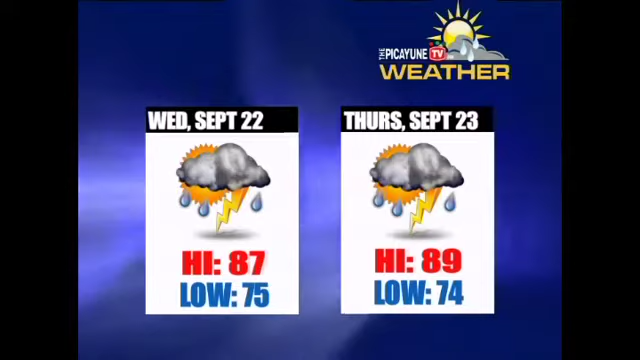 THE PICAYUNE TV
WEATHER
WED, SEPT 22
HI: 87
LOW: 75
THURS, SEPT 23
HI: 89
LOW: 74